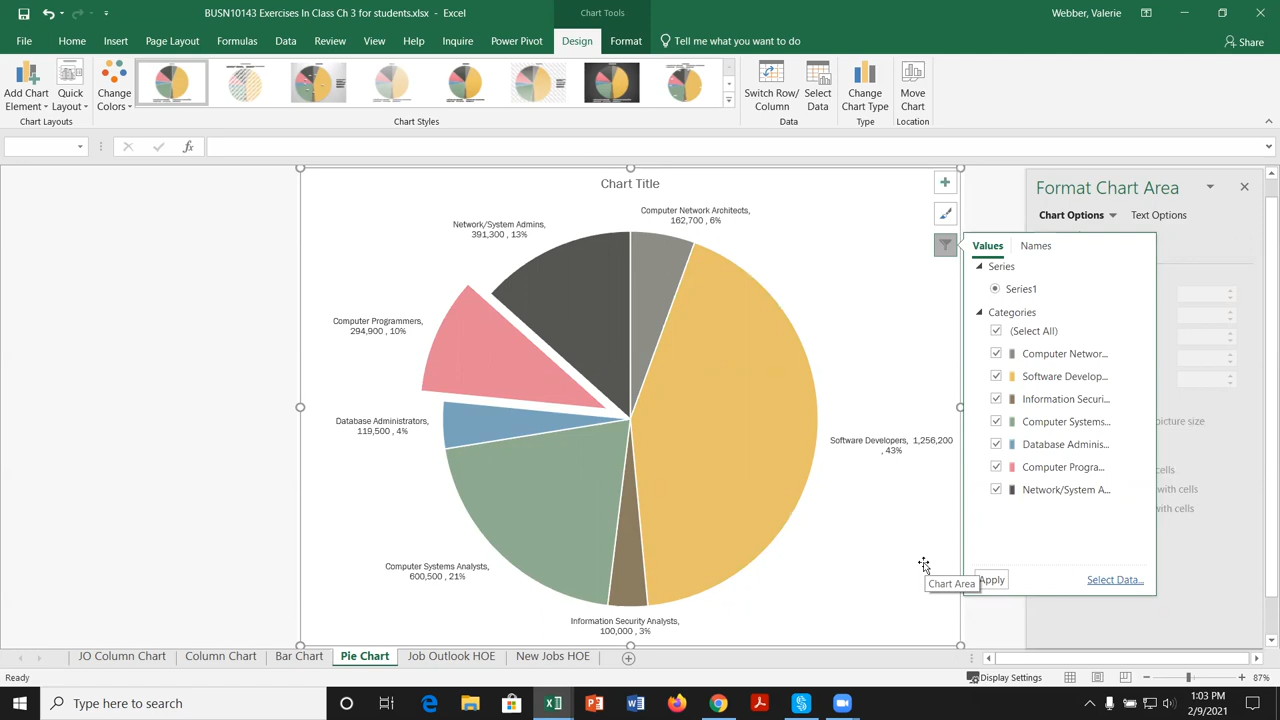 BUSN10143 Exercises In Class Ch 3 for students.xlsx - Excel
Chart Tools
Webber, Valerie
File Home Insert Page Layout Formulas Data Review View Help Inquire Power Pivot Design Format Tell me what you want to do Share
Add Chart Element
Quick Layout
Change Colors
Switch Row/ Column
Select Data
Change Chart Type
Move Chart
Chart Layouts
Chart Styles
Data
Type
Location
fx
Chart Title
Computer Network Architects,
162,700 , 6%
Network/System Admins,
391,300 , 13%
Computer Programmers,
294,900 , 10%
Database Administrators,
119,500 , 4%
Software Developers, 1,256,200
, 43%
Computer Systems Analysts,
600,500 , 21%
Information Security Analysts,
100,000 , 3%
Format Chart Area
Chart Options Text Options
Values Names
Series
Series1
Categories
(Select All)
Computer Networ...
Software Develop...
Information Securi...
Computer Systems...
Database Adminis...
Computer Progra...
Network/System A...
picture size
cells
with cells
with cells
Apply
Select Data...
Chart Area
JO Column Chart Column Chart Bar Chart Pie Chart Job Outlook HOE New Jobs HOE
Ready
Display Settings
87%
Type here to search
1:03 PM
2/9/2021